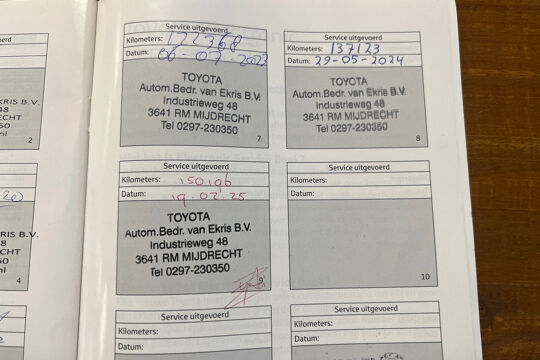 Service uitgevoerd
Kilometers: 122368
Datum:
TOYOTA
Autom.Bedr. van Ekris B.V.
Industrieweg 48
3641 RM MIJDRECHT
Tel 0297-230350
7
Service uitgevoerd
Kilometers: 137123
Datum: 29-05-2024
TOYOTA
Autom.Bedr. van Ekris B.V.
Industrieweg 48
3641 RM MIJDRECHT
Tel 0297-230350
8
Service uitgevoerd
Kilometers: 150196
Datum: 19-02-25
TOYOTA
Autom.Bedr. van Ekris B.V.
Industrieweg 48
3641 RM MIJDRECHT
Tel 0297-230350
9
Service uitgevoerd
Kilometers:
Datum:
10
Service uitgevoerd
Kilometers:
Datum:
Service uitgevoerd
Kilometers:
Datum: